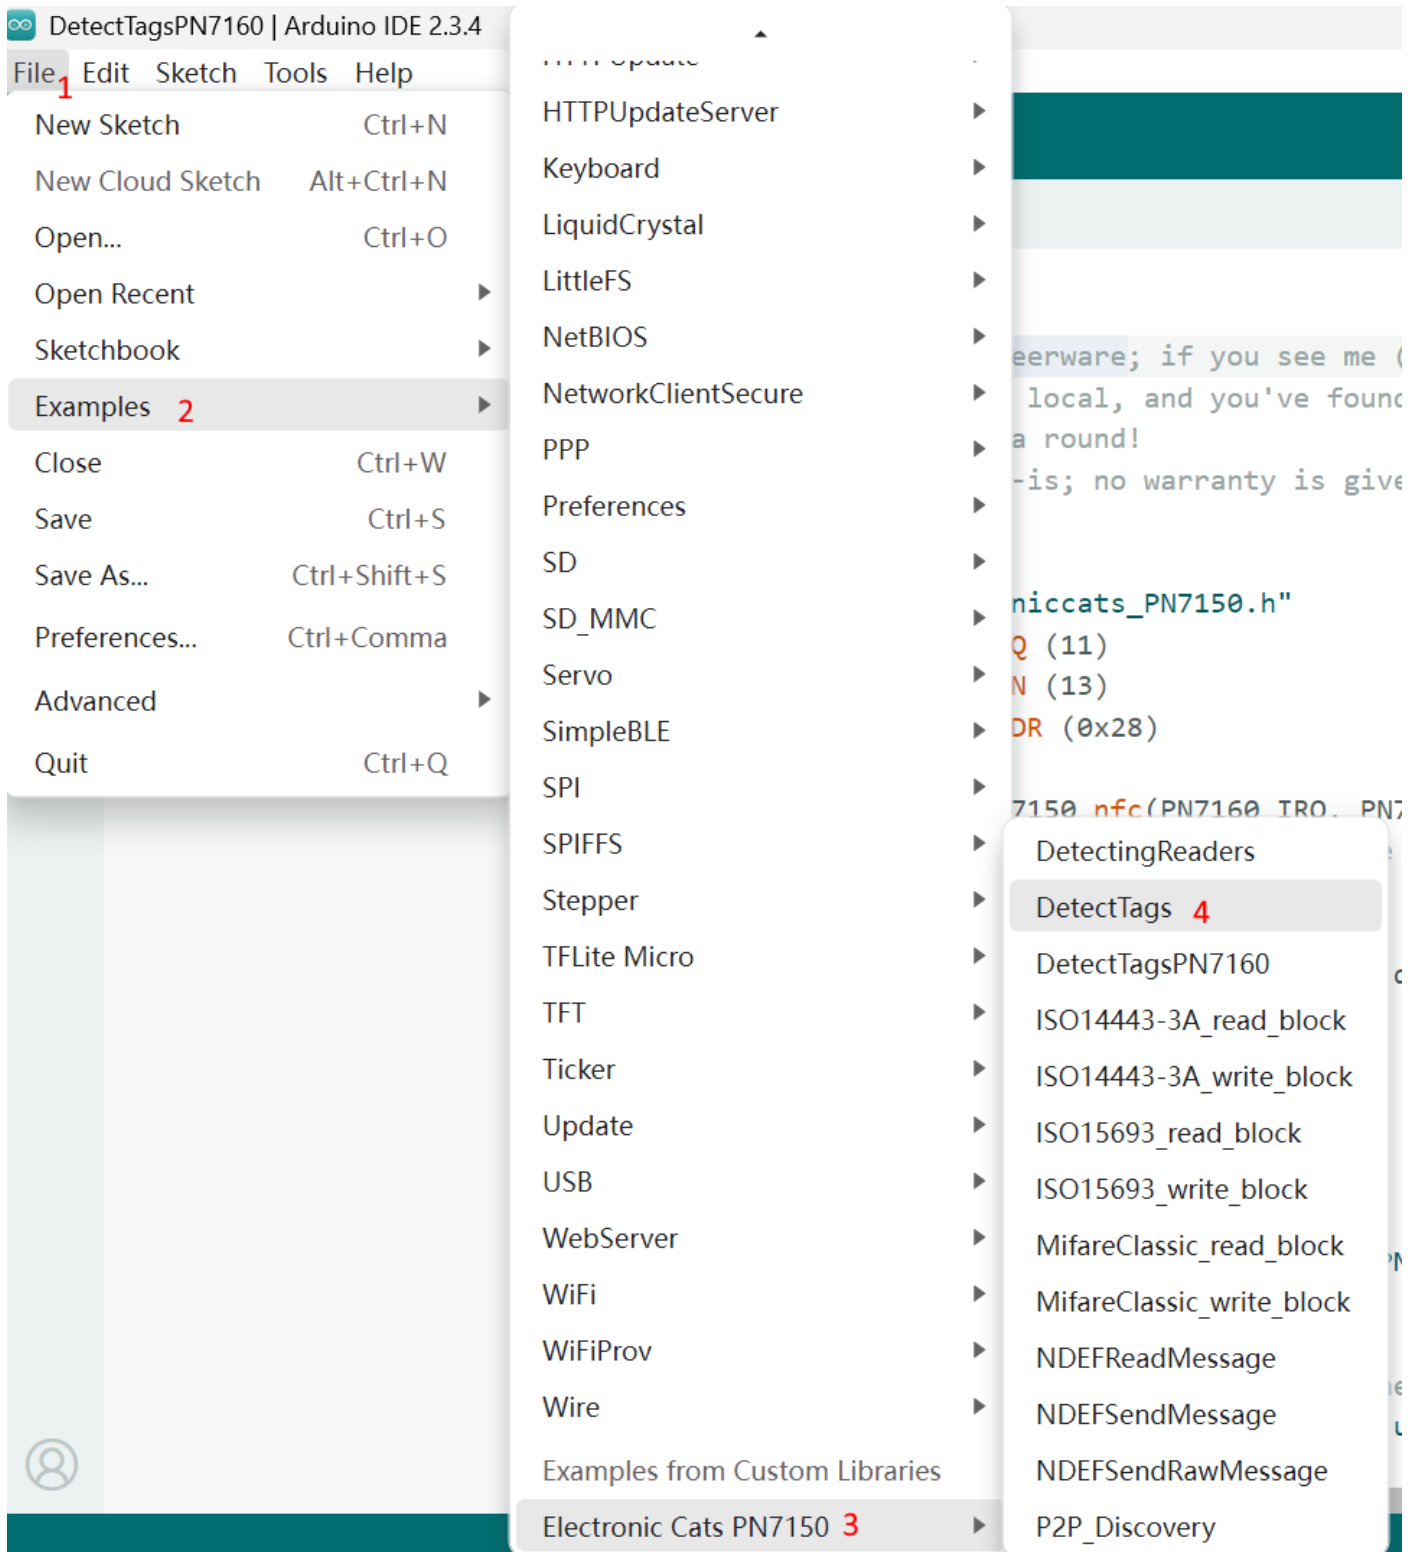 DetectTagsPN7160 | Arduino IDE 2.3.4
File 1 Edit Sketch Tools Help
New Sketch Ctrl+N
New Cloud Sketch Alt+Ctrl+N
Open... Ctrl+O
Open Recent
Sketchbook
Examples 2
Close Ctrl+W
Save Ctrl+S
Save As... Ctrl+Shift+S
Preferences... Ctrl+Comma
Advanced
Quit Ctrl+Q
HTTPUpdateServer
Keyboard
LiquidCrystal
LittleFS
NetBIOS
NetworkClientSecure
PPP
Preferences
SD
SD_MMC
Servo
SimpleBLE
SPI
SPIFFS
Stepper
TFLite Micro
TFT
Ticker
Update
USB
WebServer
WiFi
WiFiProv
Wire
Examples from Custom Libraries
Electronic Cats PN7150 3
eerware; if you see me (
local, and you've found
a round!
-is; no warranty is give
niccats_PN7150.h"
Q (11)
N (13)
DR (0x28)
7150 nfc(PN7160_IRQ, PN7
DetectingReaders
DetectTags 4
DetectTagsPN7160
ISO14443-3A_read_block
ISO14443-3A_write_block
ISO15693_read_block
ISO15693_write_block
MifareClassic_read_block
MifareClassic_write_block
NDEFReadMessage
NDEFSendMessage
NDEFSendRawMessage
P2P_Discovery